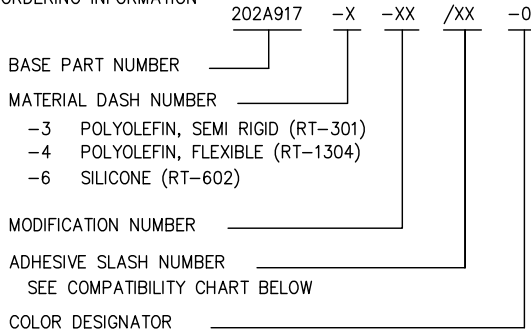 ORDERING INFORMATION
202A917 -X -XX /XX -0
BASE PART NUMBER
MATERIAL DASH NUMBER
-3 POLYOLEFIN, SEMI RIGID (RT-301)
-4 POLYOLEFIN, FLEXIBLE (RT-1304)
-6 SILICONE (RT-602)
MODIFICATION NUMBER
ADHESIVE SLASH NUMBER
SEE COMPATIBILITY CHART BELOW
COLOR DESIGNATOR